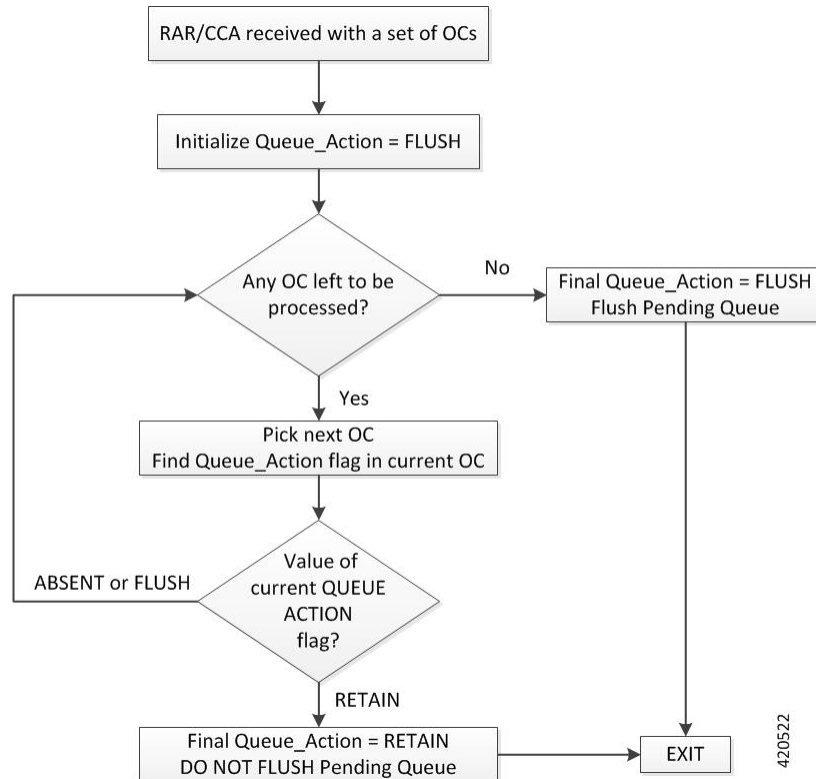 RAR/CCA received with a set of OCs
Initialize Queue_Action = FLUSH
Any OC left to be
processed?
No
Final Queue_Action = FLUSH
Flush Pending Queue
Yes
Pick next OC
Find Queue_Action flag in current OC
ABSENT or FLUSH
Value of
current QUEUE
ACTION
flag?
RETAIN
Final Queue_Action = RETAIN
DO NOT FLUSH Pending Queue
EXIT
420522